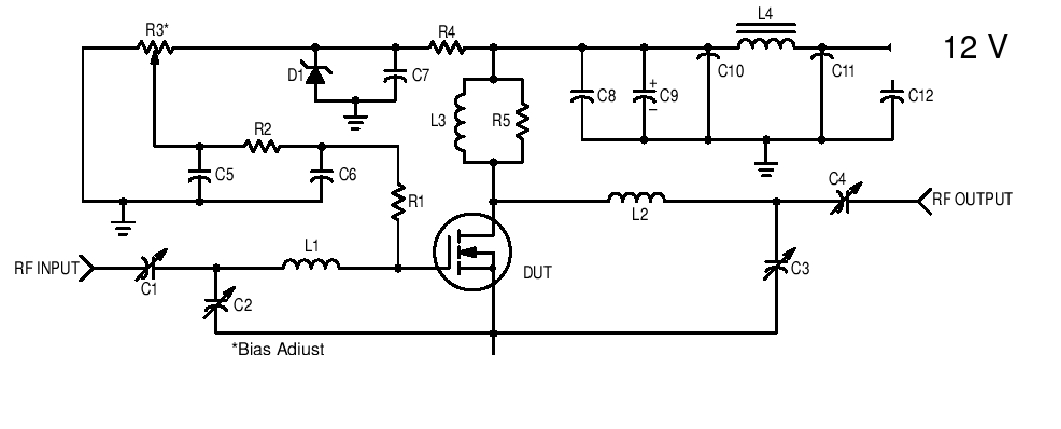 L4
R3*
R4
12 V
D1
C7
C10
C11
C8
+
C9
–
C12
L3
R5
R2
C5
C6
R1
C4
RF OUTPUT
L2
L1
RF INPUT
C1
DUT
C3
C2
*Bias Adiust